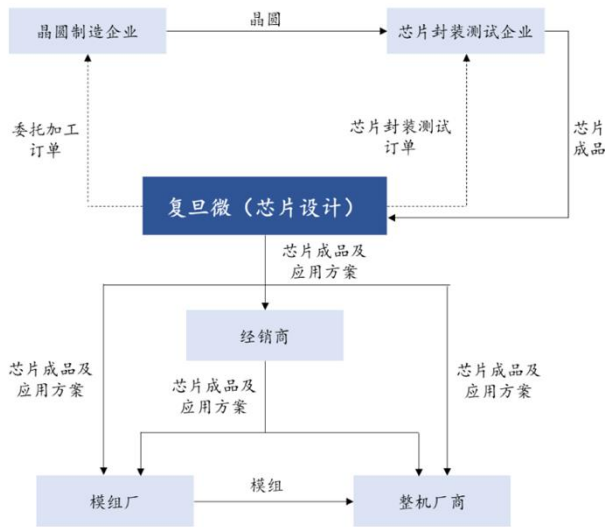 晶圆
晶圆制造企业
芯片封装测试企业
委托加工
订单
芯片封装测试
订单
芯片
成品
复旦微（芯片设计）
芯片成品及
应用方案
经销商
芯片成品及
应用方案
芯片成品及
应用方案
芯片成品及
应用方案
模组厂
模组
整机厂商